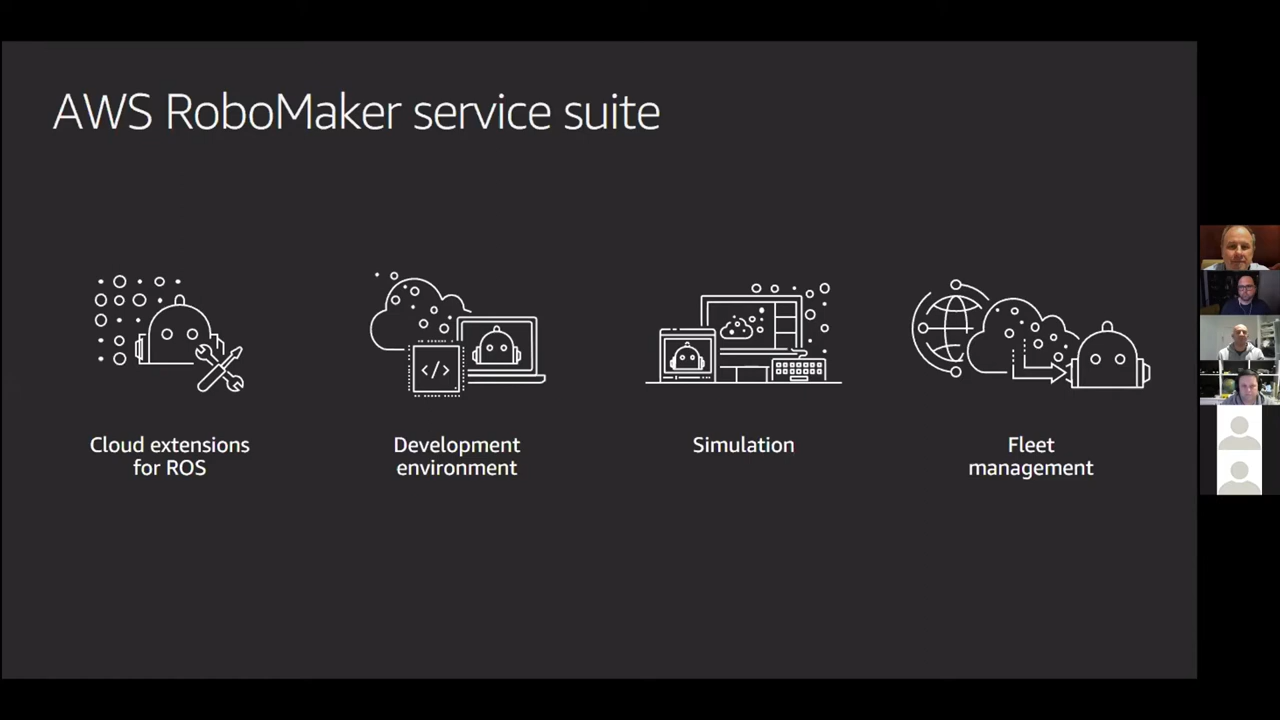 AWS RoboMaker service suite
</>
Cloud extensions
for ROS
Development
environment
Simulation
Fleet
management